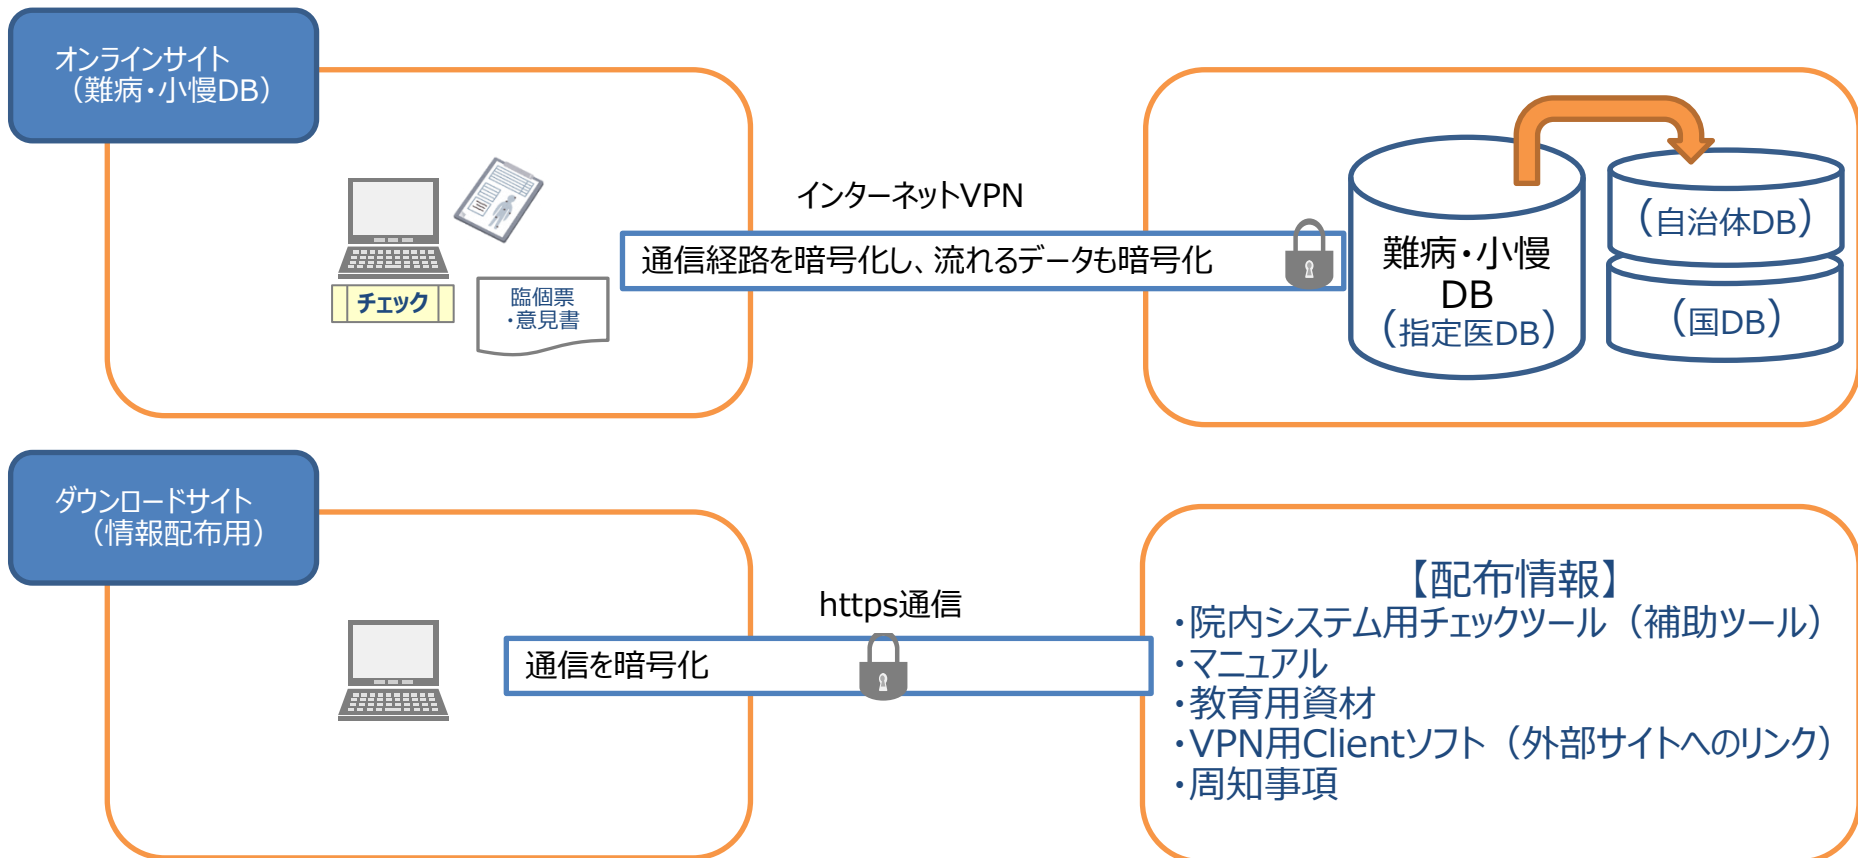 オンラインサイト
（難病・小慢DB）
インターネットVPN
通信経路を暗号化し、流れるデータも暗号化
チェック
臨個票
・意見書
難病・小慢
DB
（指定医DB）
（自治体DB）
（国DB）
ダウンロードサイト
（情報配布用）
https通信
通信を暗号化
【配布情報】
・院内システム用チェックツール（補助ツール）
・マニュアル
・教育用資材
・VPN用Clientソフト（外部サイトへのリンク）
・周知事項